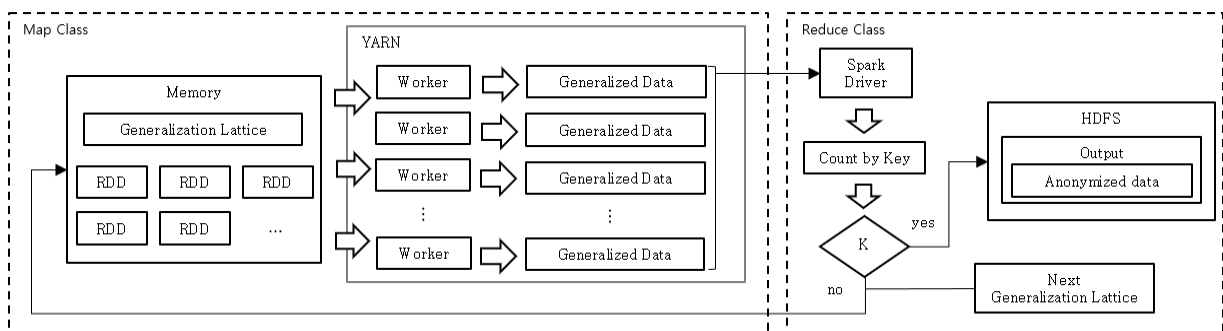 Map Class
Memory
Generalization Lattice
RDD
RDD
RDD
RDD
RDD
...
YARN
Worker
Generalized Data
Worker
Generalized Data
Worker
Generalized Data
⋮
⋮
Worker
Generalized Data
Reduce Class
Spark
Driver
Count by Key
K
yes
no
HDFS
Output
Anonymized data
Next
Generalization Lattice